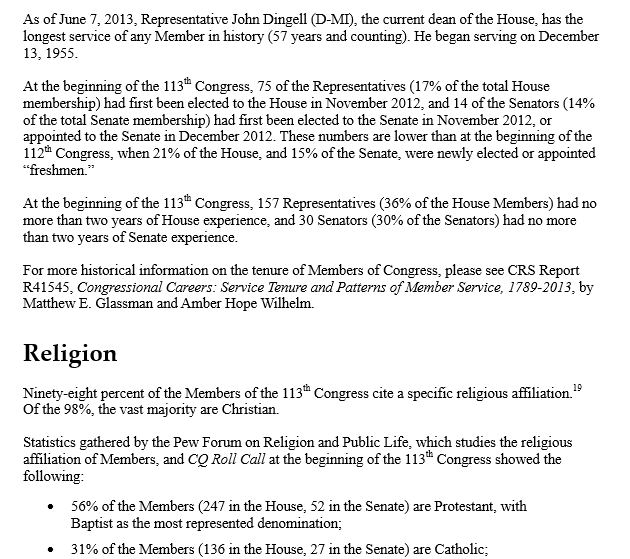 As of June 7, 2013, Representative John Dingell (D-MI), the current dean of the House, has the
longest service of any Member in history (57 years and counting). He began serving on December
13, 1955.
At the beginning of the 113th Congress, 75 of the Representatives (17% of the total House
membership) had first been elected to the House in November 2012, and 14 of the Senators (14%
of the total Senate membership) had first been elected to the Senate in November 2012, or
appointed to the Senate in December 2012. These numbers are lower than at the beginning of the
112th Congress, when 21% of the House, and 15% of the Senate, were newly elected or appointed
“freshmen.”
At the beginning of the 113th Congress, 157 Representatives (36% of the House Members) had no
more than two years of House experience, and 30 Senators (30% of the Senators) had no more
than two years of Senate experience.
For more historical information on the tenure of Members of Congress, please see CRS Report
R41545, Congressional Careers: Service Tenure and Patterns of Member Service, 1789-2013, by
Matthew E. Glassman and Amber Hope Wilhelm.
Religion
Ninety-eight percent of the Members of the 113th Congress cite a specific religious affiliation.19
Of the 98%, the vast majority are Christian.
Statistics gathered by the Pew Forum on Religion and Public Life, which studies the religious
affiliation of Members, and CQ Roll Call at the beginning of the 113th Congress showed the
following:
• 56% of the Members (247 in the House, 52 in the Senate) are Protestant, with
Baptist as the most represented denomination;
• 31% of the Members (136 in the House, 27 in the Senate) are Catholic;